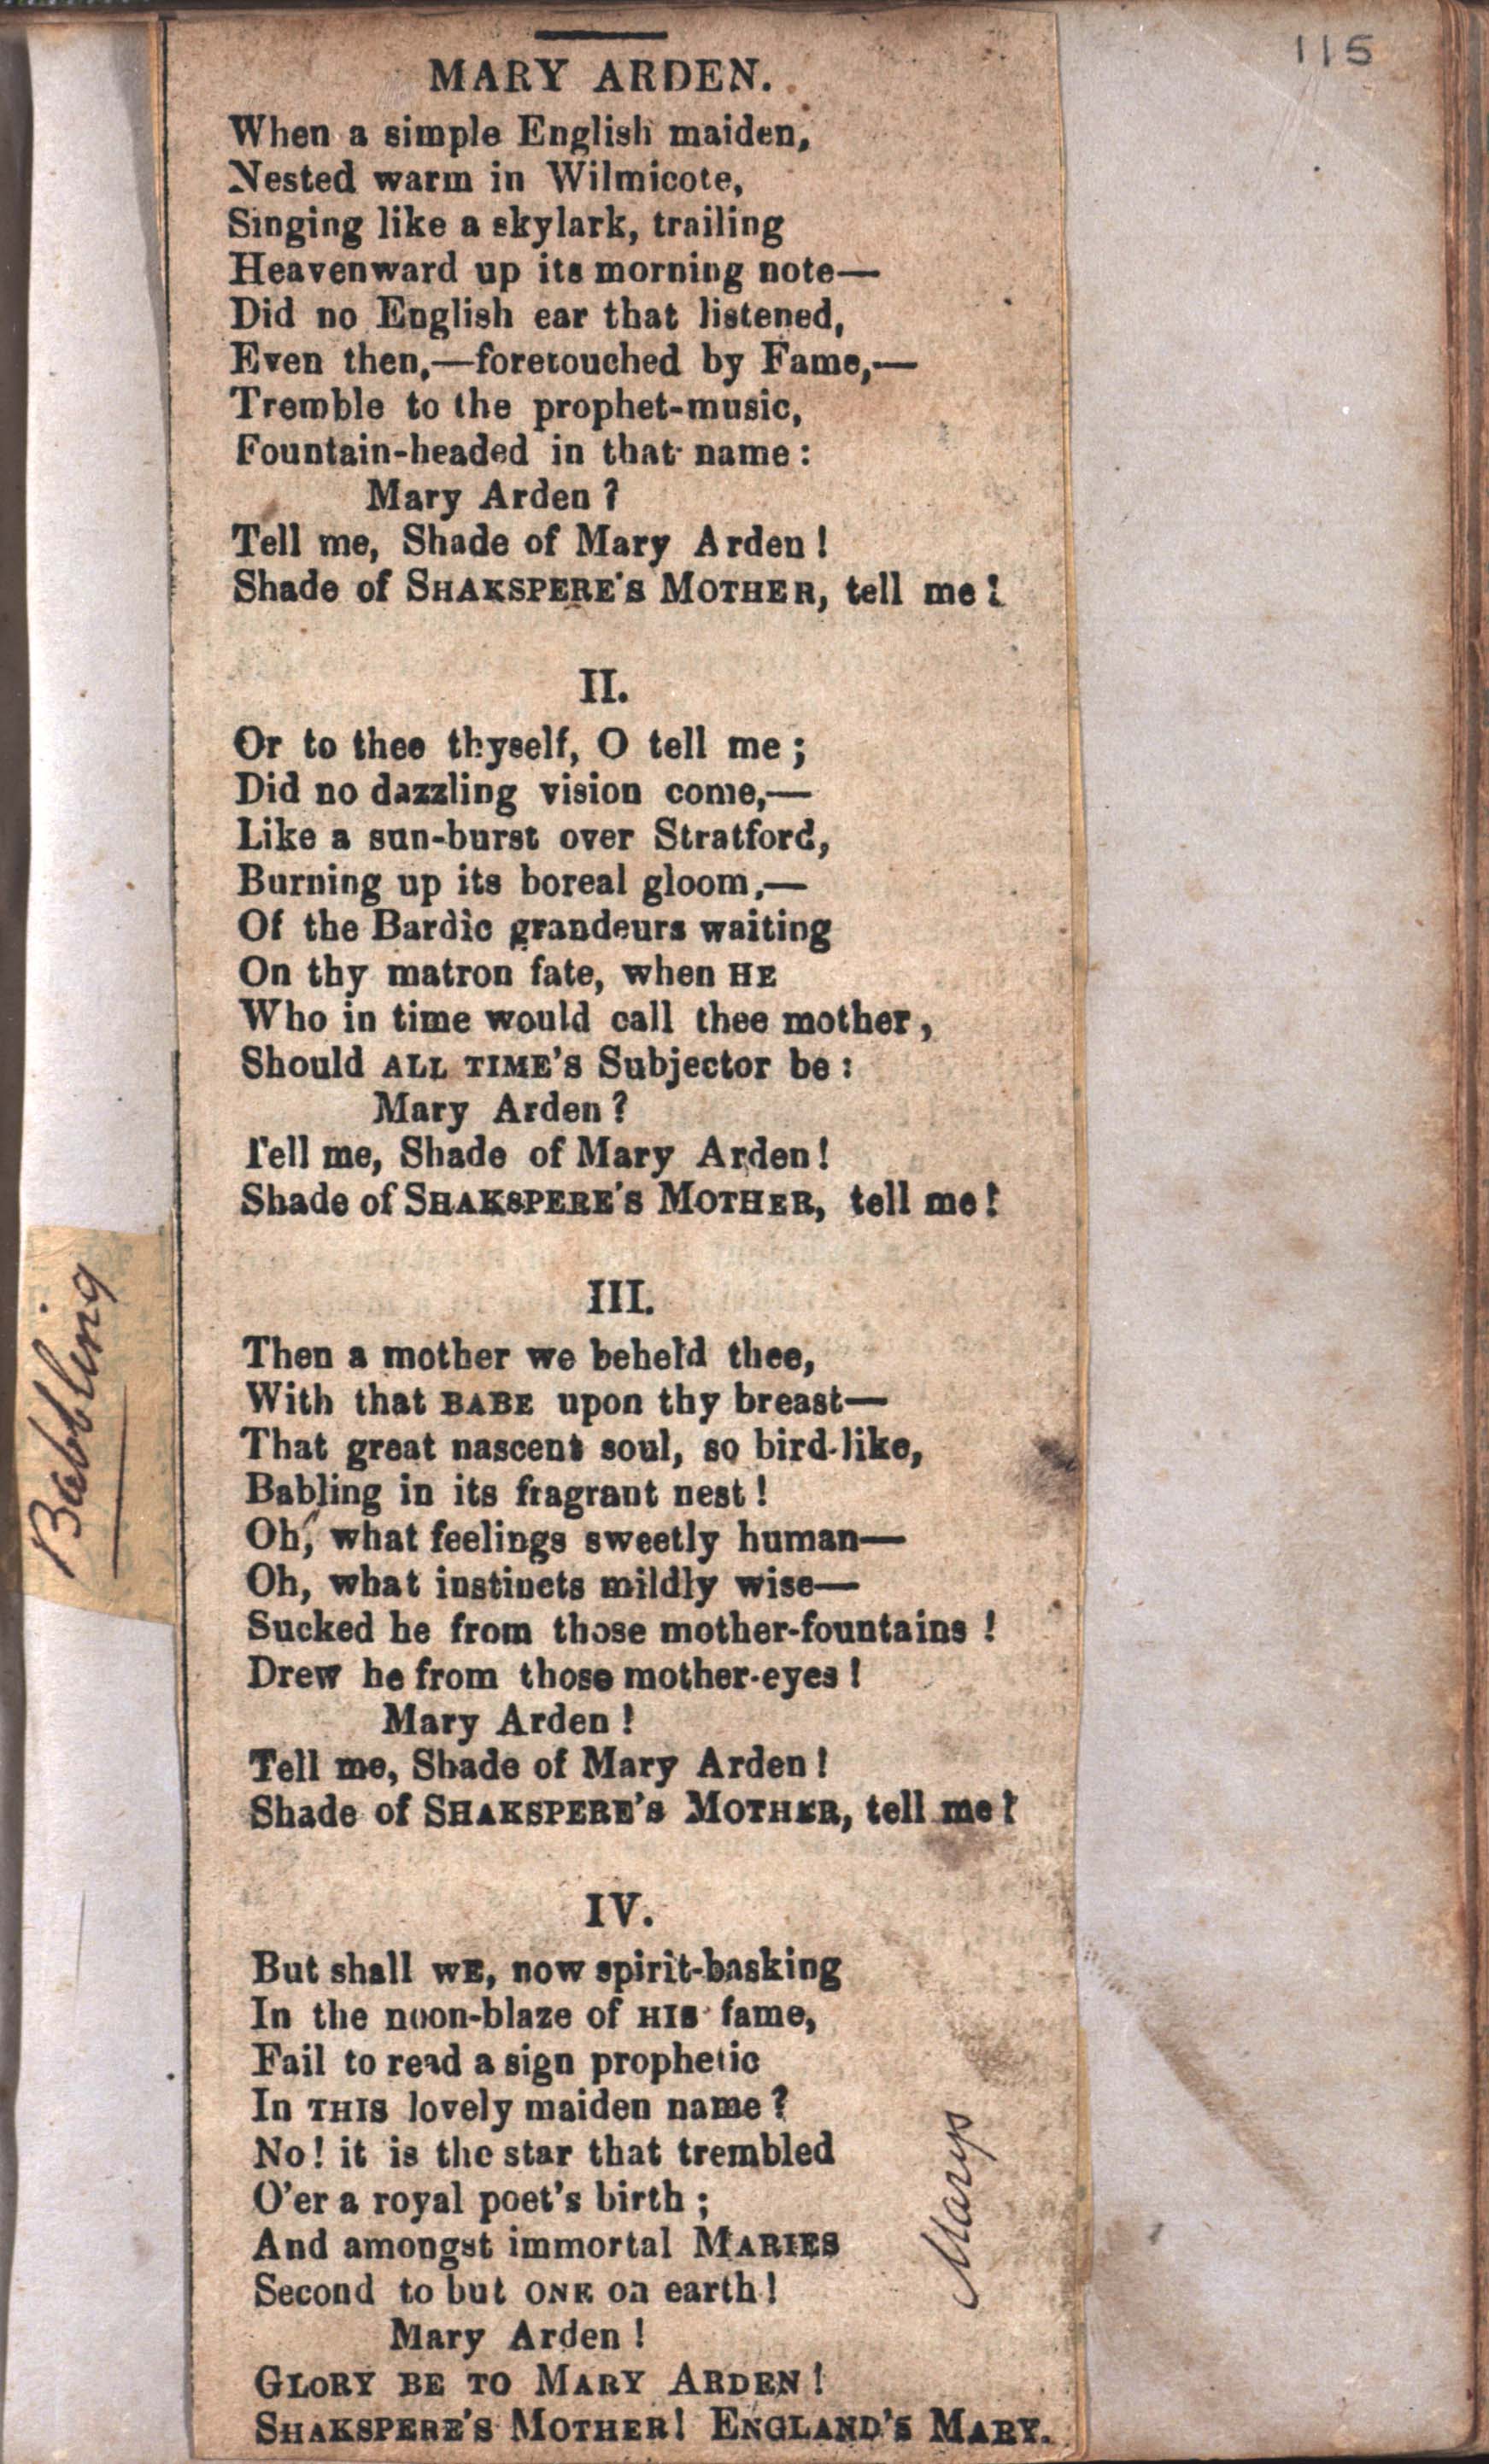 115
MARY ARDEN.
When a simple English maiden,
Nested warm in Wilmicote,
Singing like a skylark, trailing
Heavenward up its morning note—
Did no English ear that listened,
Even then,—foretouched by Fame,—
Tremble to the prophet-music,
Fountain-headed in that name:
Mary Arden?
Tell me, Shade of Mary Arden!
Shade of SHAKSPERE'S MOTHER, tell me!
II.
Or to thee thyself, O tell me;
Did no dazzling vision come,—
Like a sun-burst over Stratford,
Burning up its boreal gloom,—
Of the Bardic grandeurs waiting
On thy matron fate, when HE
Who in time would call thee mother,
Should ALL TIME'S Subjector be:
Mary Arden?
Tell me, Shade of Mary Arden!
Shade of SHAKSPERE'S MOTHER, tell me!
III.
Then a mother we beheld thee,
With that BABE upon thy breast—
That great nascent soul, so bird-like,
Babling in its fragrant nest!
Oh, what feelings sweetly human—
Oh, what instincts mildly wise—
Sucked he from those mother-fountains!
Drew he from those mother-eyes!
Mary Arden!
Tell me, Shade of Mary Arden!
Shade of SHAKSPERE'S MOTHER, tell me!
Babbling
IV.
But shall WE, now spirit-basking
In the noon-blaze of HIS fame,
Fail to read a sign prophetic
In THIS lovely maiden name?
No! it is the star that trembled
O'er a royal poet's birth;
And amongst immortal MARIES
Second to but ONE on earth!
Mary Arden!
GLORY BE TO MARY ARDEN!
SHAKSPERE'S MOTHER! ENGLAND'S MARY.
Marys